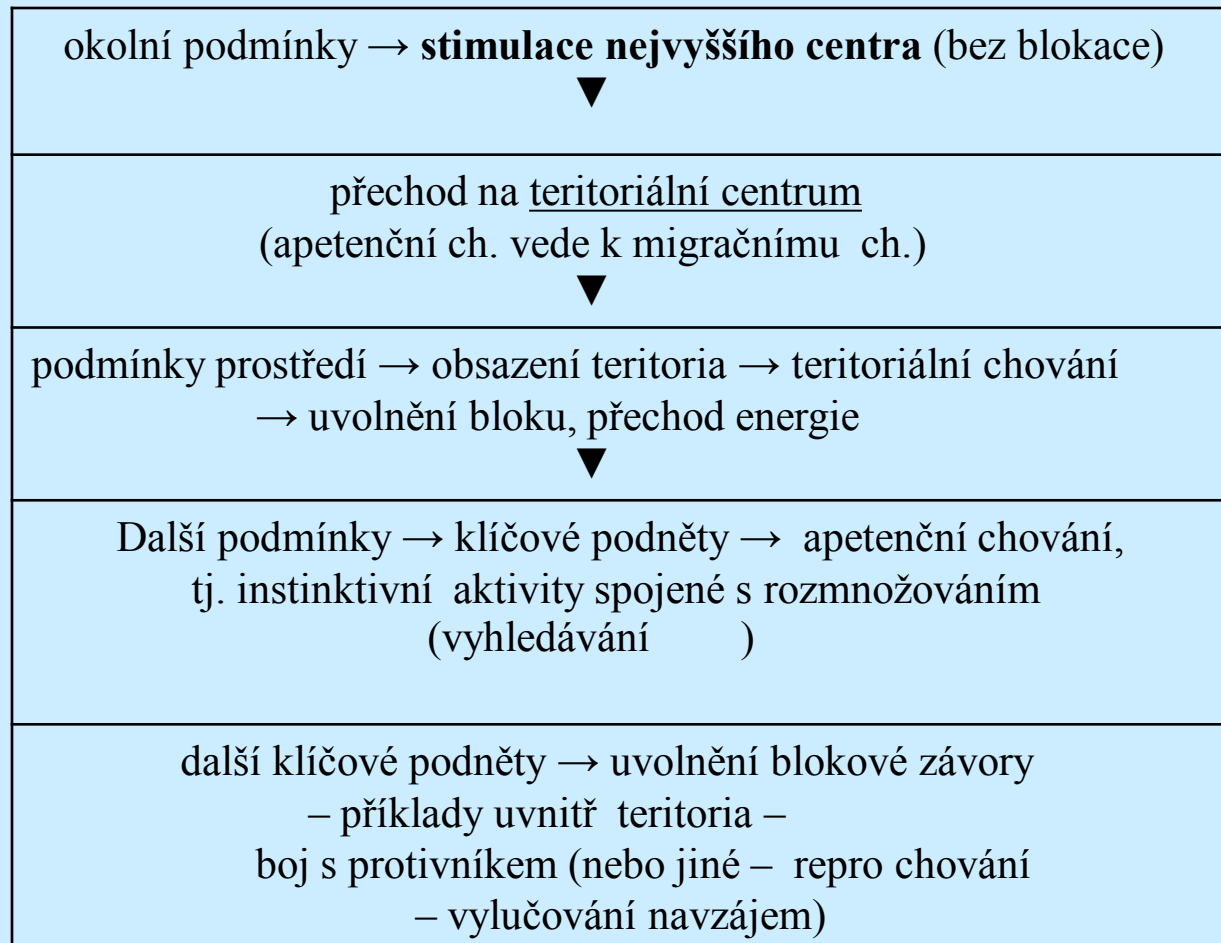 okolní podmínky → stimulace nejvyššího centra (bez blokace)
▼
přechod na teritoriální centrum
(apetenční ch. vede k migračnímu ch.)
▼
podmínky prostředí → obsazení teritoria → teritoriální chování
→ uvolnění bloku, přechod energie
▼
Další podmínky → klíčové podněty → apetenční chování,
tj. instinktivní aktivity spojené s rozmnožováním
(vyhledávání )
další klíčové podněty → uvolnění blokové závory
– příklady uvnitř teritoria –
boj s protivníkem (nebo jiné – repro chování
– vylučování navzájem)